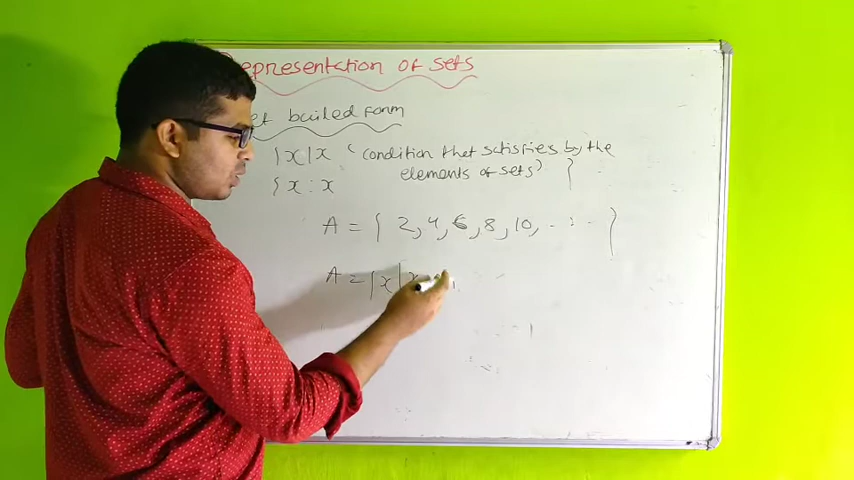 Representation of sets
set builed form
{x|x (condition that satisfies by the
{x : x elements of sets) }
A = { 2, 4, 6, 8, 10, . . . . }
A = {x|x